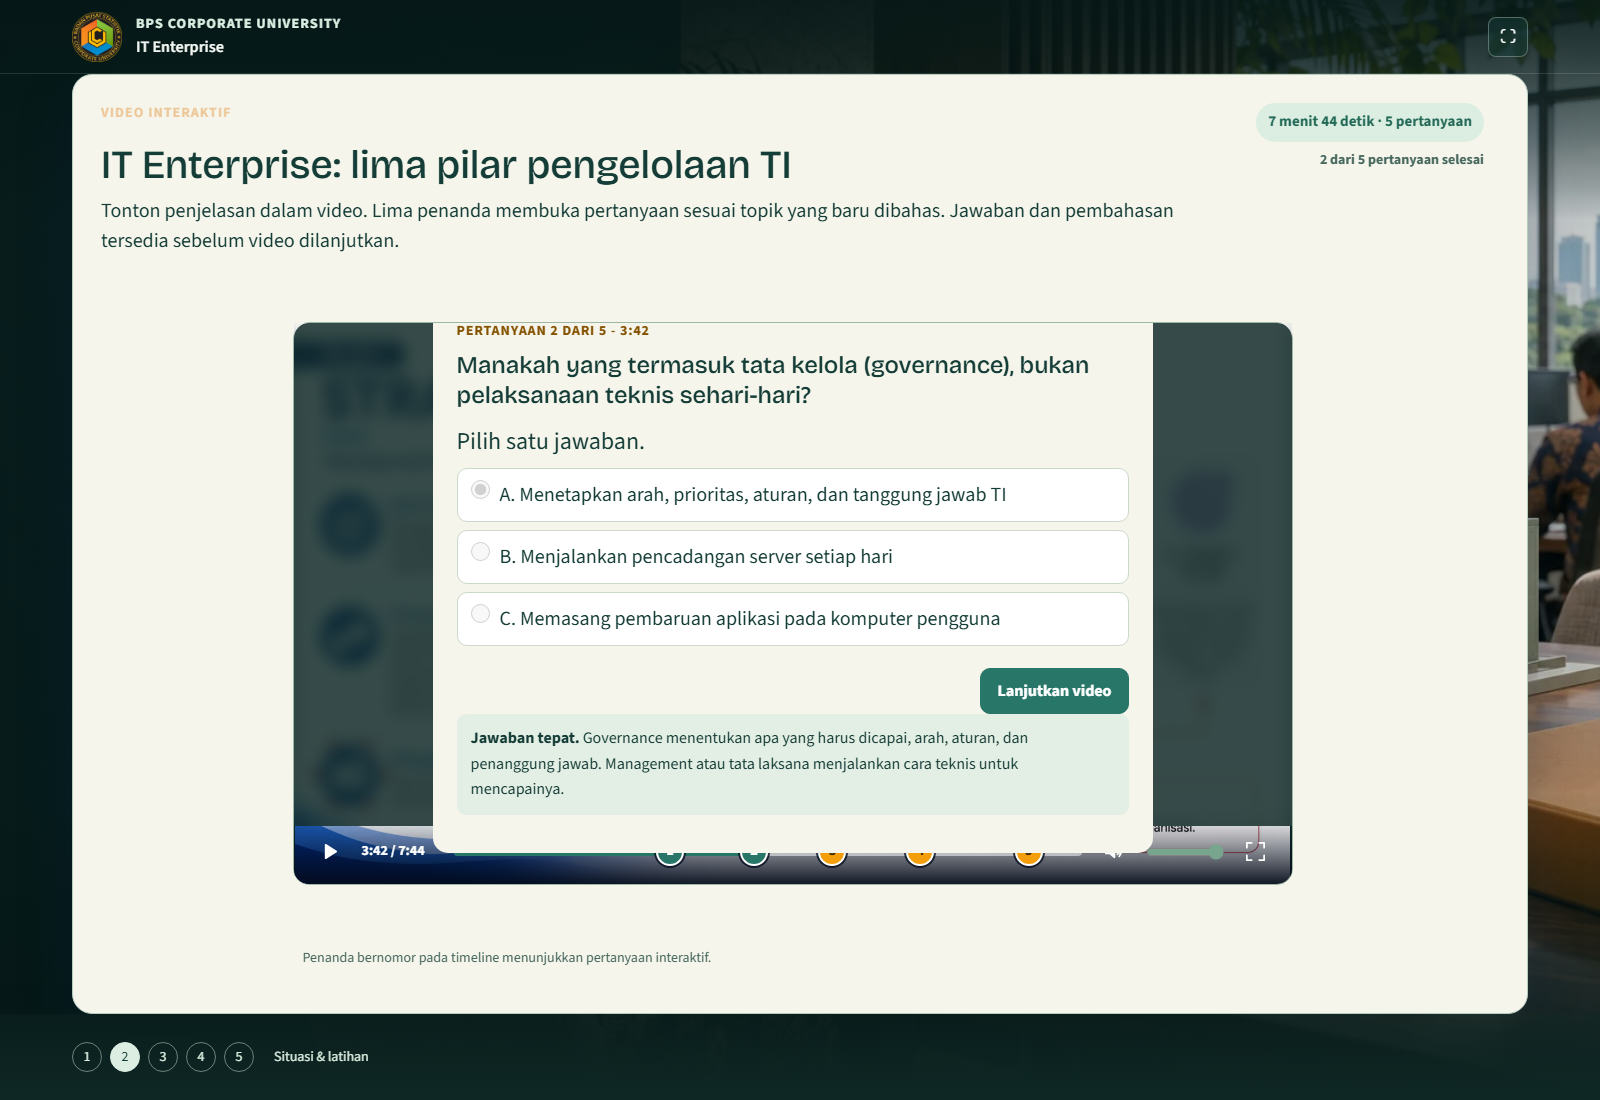 BPS CORPORATE UNIVERSITY
IT Enterprise
VIDEO INTERAKTIF
7 menit 44 detik · 5 pertanyaan
IT Enterprise: lima pilar pengelolaan TI
2 dari 5 pertanyaan selesai
Tonton penjelasan dalam video. Lima penanda membuka pertanyaan sesuai topik yang baru dibahas. Jawaban dan pembahasan
tersedia sebelum video dilanjutkan.
PERTANYAAN 2 DARI 5 - 3:42
Manakah yang termasuk tata kelola (governance), bukan
pelaksanaan teknis sehari-hari?
Pilih satu jawaban.
A. Menetapkan arah, prioritas, aturan, dan tanggung jawab TI
B. Menjalankan pencadangan server setiap hari
C. Memasang pembaruan aplikasi pada komputer pengguna
Lanjutkan video
Jawaban tepat. Governance menentukan apa yang harus dicapai, arah, aturan, dan
penanggung jawab. Management atau tata laksana menjalankan cara teknis untuk
mencapainya.
3:42 / 7:44
Penanda bernomor pada timeline menunjukkan pertanyaan interaktif.
1 2 3 4 5 Situasi & latihan